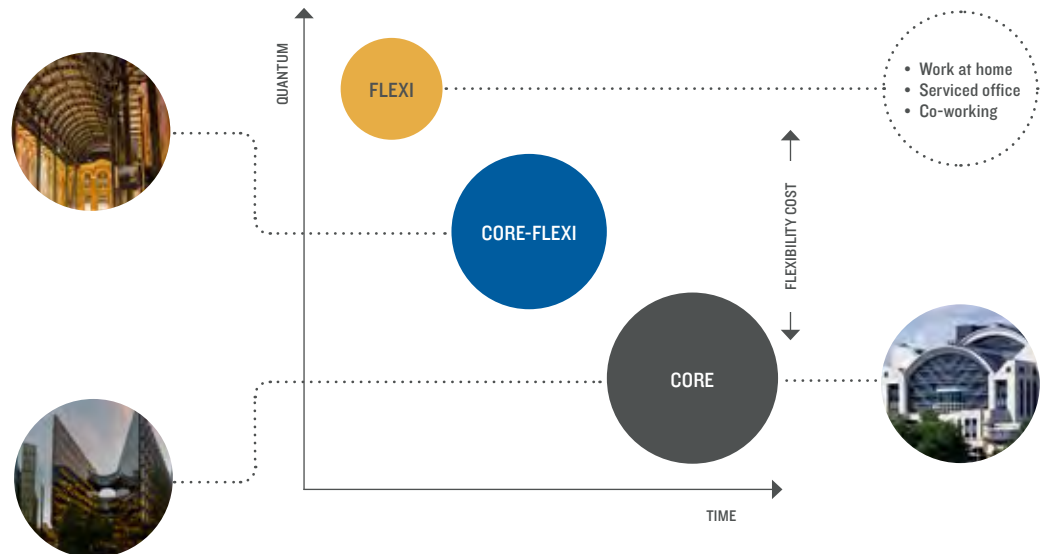 QUANTUM
FLEXI
• Work at home
• Serviced office
• Co-working
CORE-FLEXI
FLEXIBILITY COST
CORE
TIME